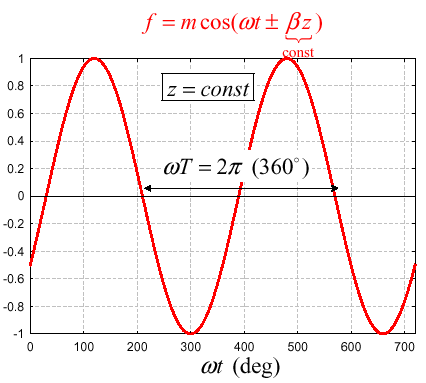 f = m cos(ωt ± βz)
const
1
z = const
0.8
0.6
0.4
ωT = 2π (360°)
0.2
0
-0.2
-0.4
-0.6
-0.8
-1
0 100 200 300 400 500 600 700
ωt (deg)